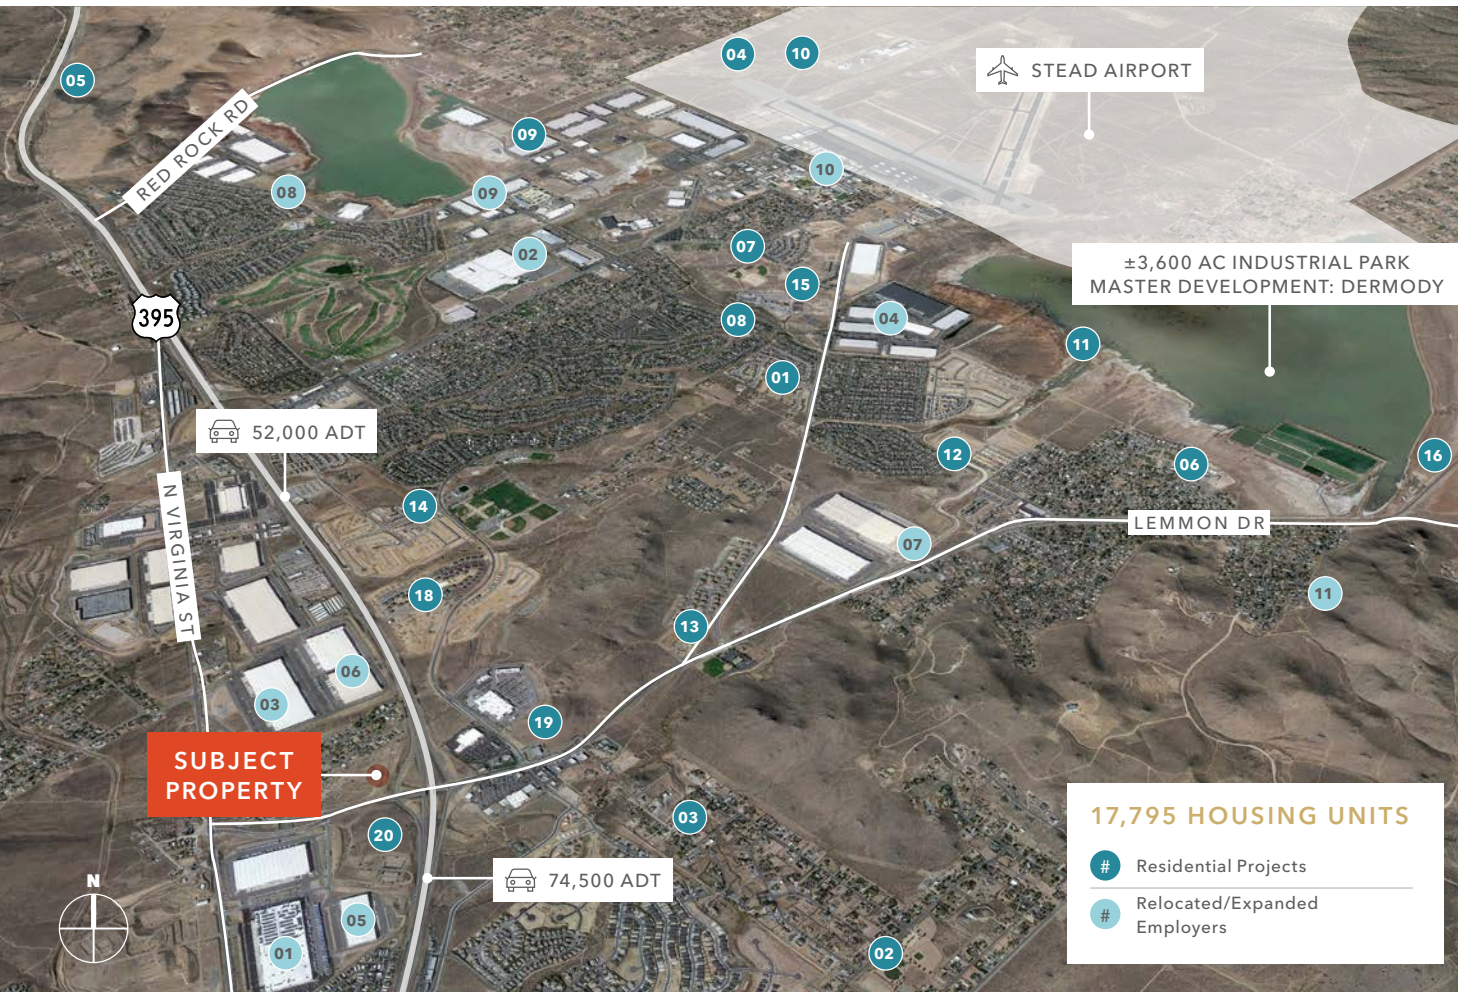 04
10
STEAD AIRPORT
05
RED ROCK RD
09
10
08
09
07
02
±3,600 AC INDUSTRIAL PARK
MASTER DEVELOPMENT: DERMODY
15
395
08
04
11
01
52,000 ADT
12
06
16
N VIRGINIA ST
14
LEMMON DR
07
18
11
13
06
03
19
SUBJECT
PROPERTY
03
20
17,795 HOUSING UNITS
# Residential Projects
# Relocated/Expanded
Employers
74,500 ADT
N
05
01
02